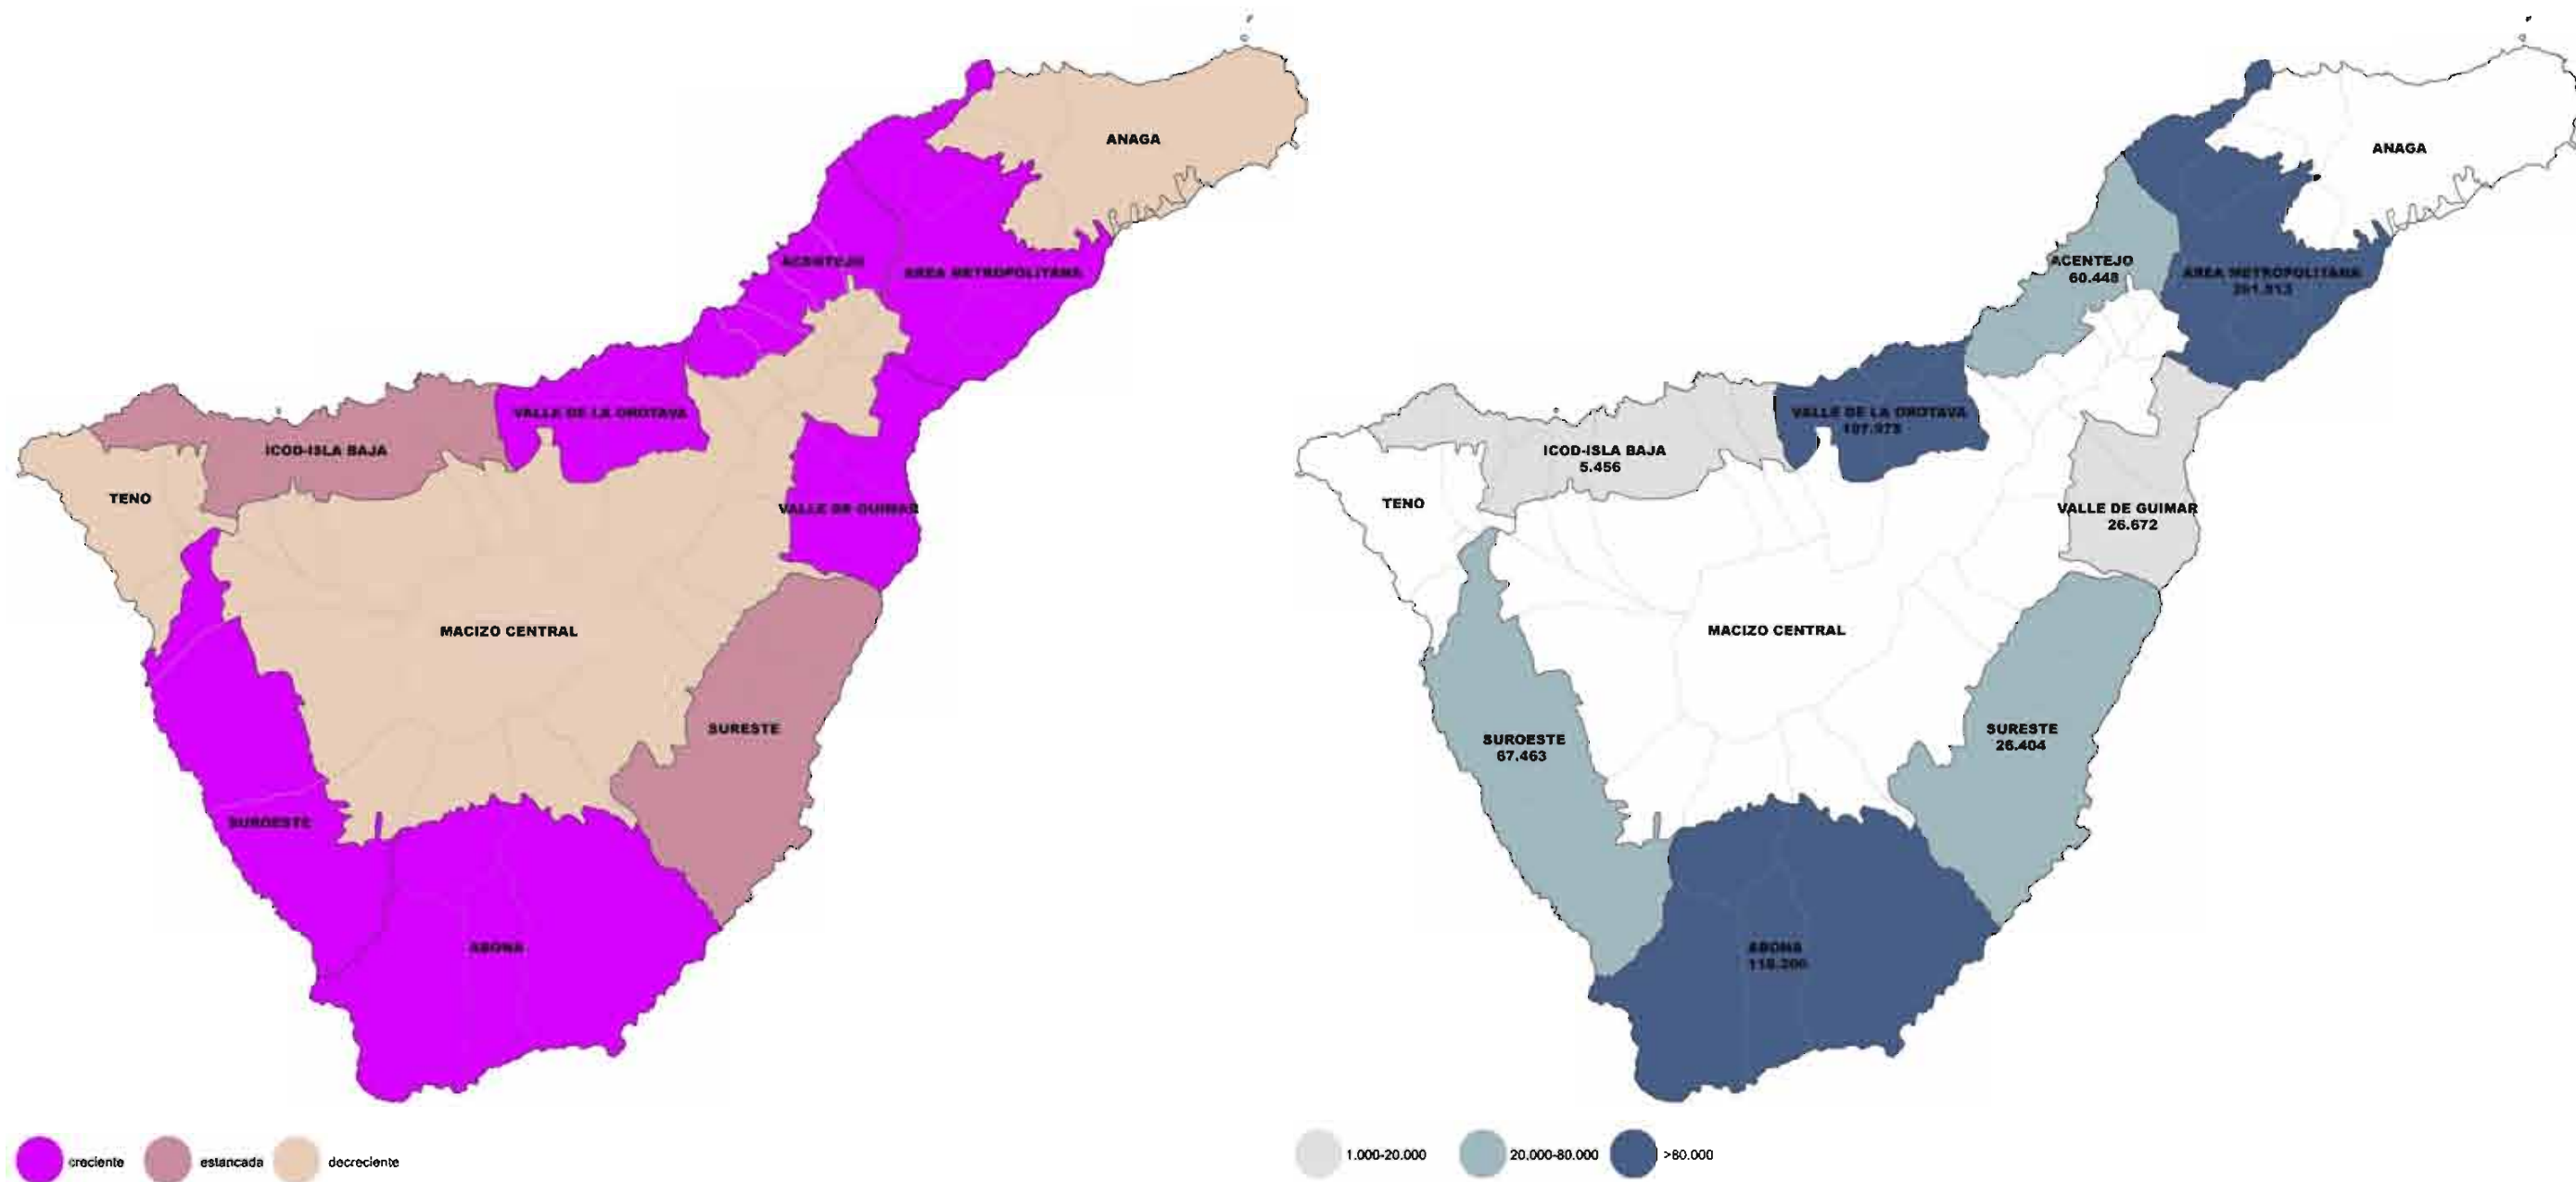 ANAGA
ACENTEJO
AREA METROPOLITANA
VALLE DE LA OROTAVA
ICOD-ISLA BAJA
TENO
VALLE DE GUIMAR
MACIZO CENTRAL
SURESTE
SUROESTE
ABONA
creciente
estancada
decreciente
ANAGA
ACENTEJO
60.448
AREA METROPOLITANA
VALLE DE LA OROTAVA
ICOD-ISLA BAJA
5.456
TENO
VALLE DE GUIMAR
26.672
MACIZO CENTRAL
SURESTE
26.404
SUROESTE
67.463
ABONA
1.000-20.000
20.000-80.000
>80.000